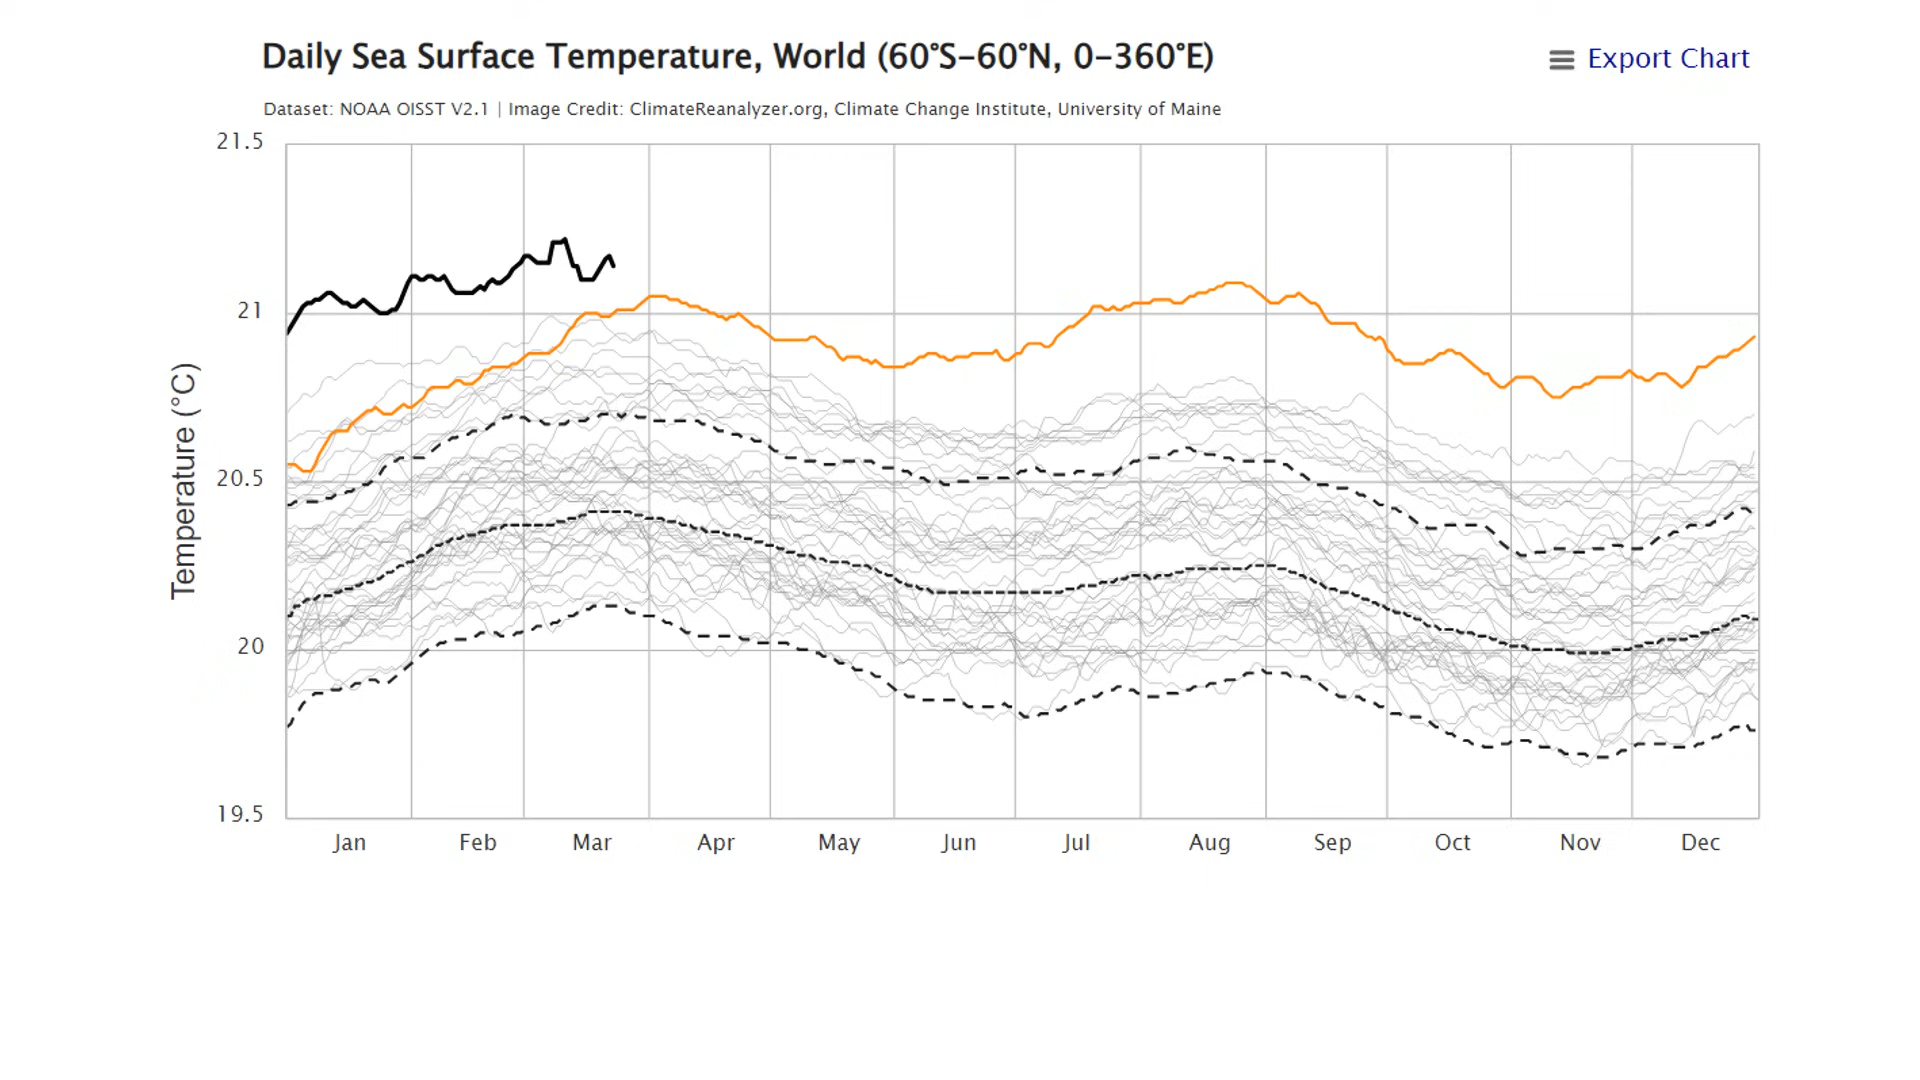 Daily Sea Surface Temperature, World (60°S–60°N, 0–360°E)
Export Chart
Dataset: NOAA OISST V2.1 | Image Credit: ClimateReanalyzer.org, Climate Change Institute, University of Maine
21.5
21
20.5
20
19.5
Temperature (°C)
Jan Feb Mar Apr May Jun Jul Aug Sep Oct Nov Dec